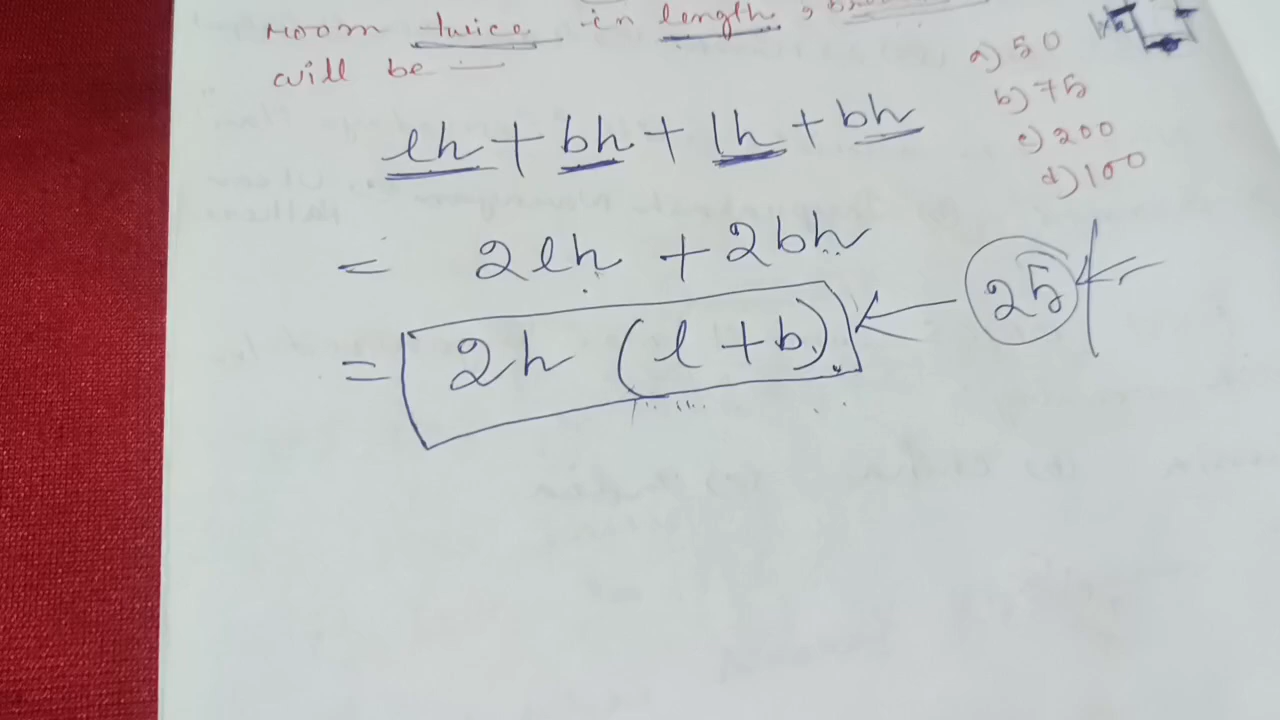 room twice in length,
will be —
a) 50
b) 75
c) 200
d) 100
lh + bh + lh + bh
= 2lh + 2bh
= 2h (l + b) ← 25 ←